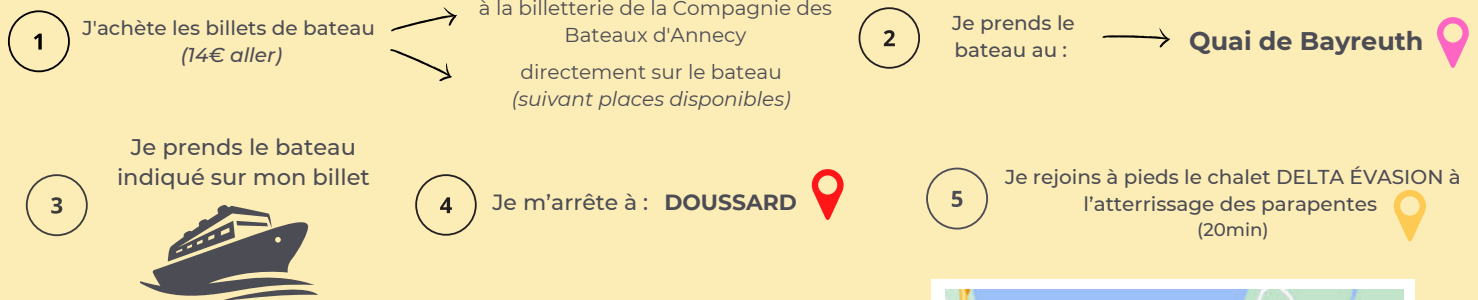 1
J'achète les billets de bateau
(14€ aller)
à la billetterie de la Compagnie des
Bateaux d'Annecy
directement sur le bateau
(suivant places disponibles)
2
Je prends le
bateau au :
Quai de Bayreuth
3
Je prends le bateau
indiqué sur mon billet
4
Je m’arrête à : DOUSSARD
5
Je rejoins à pieds le chalet DELTA ÉVASION à
l’atterrissage des parapentes
(20min)